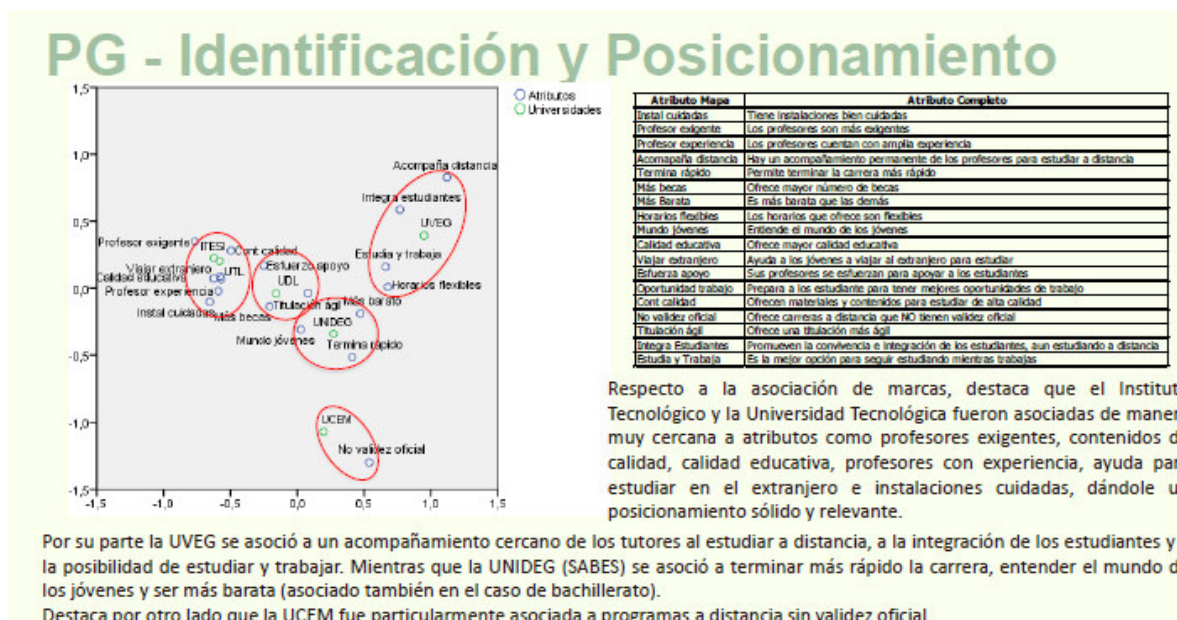 PG - Identificación y Posicionamiento
1,5
1,0
0,5
0,0
-0,5
-1,0
-1,5
-1,5
-1,0
-0,5
0,0
0,5
1,0
1,5
Atributos
Universidades
Acompaña distancia
Integra estudiantes
UVEG
Estudia y trabaja
Horarios flexibles
Profesor exigente
ITESI
Cont calidad
Viajar extranjero
UTL
Esfuerzo apoyo
Calidad educativa
UDL
Profesor experiencia
Instal cuidadas
Más becas
Titulación ágil
Más barato
UNIDEG
Mundo jóvenes
Termina rápido
UCEM
No validez oficial
Atributo Mapa Atributo Completo
Instal cuidadas Tiene instalaciones bien cuidadas
Profesor exigente Los profesores son más exigentes
Profesor experiencia Los profesores cuentan con amplia experiencia
Acomapaña distancia Hay un acompañamiento permanente de los profesores para estudiar a distancia
Termina rápido Permite terminar la carrera más rápido
Más becas Ofrece mayor número de becas
Más Barata Es más barata que las demás
Horarios flexibles Los horarios que ofrece son flexibles
Mundo jóvenes Entiende el mundo de los jóvenes
Calidad educativa Ofrece mayor calidad educativa
Viajar extranjero Ayuda a los jóvenes a viajar al extranjero para estudiar
Esfuerza apoyo Sus profesores se esfuerzan para apoyar a los estudiantes
Oportunidad trabajo Prepara a los estudiante para tener mejores oportunidades de trabajo
Cont calidad Ofrecen materiales y contenidos para estudiar de alta calidad
No validez oficial Ofrece carreras a distancia que NO tienen validez oficial
Titulación ágil Ofrece una titulación más ágil
Integra Estudiantes Promueven la convivencia e integración de los estudiantes, aun estudiando a distancia
Estudia y Trabaja Es la mejor opción para seguir estudiando mientras trabajas
Respecto a la asociación de marcas, destaca que el Institut
Tecnológico y la Universidad Tecnológica fueron asociadas de maner
muy cercana a atributos como profesores exigentes, contenidos d
calidad, calidad educativa, profesores con experiencia, ayuda par
estudiar en el extranjero e instalaciones cuidadas, dándole u
posicionamiento sólido y relevante.
Por su parte la UVEG se asoció a un acompañamiento cercano de los tutores al estudiar a distancia, a la integración de los estudiantes y
la posibilidad de estudiar y trabajar. Mientras que la UNIDEG (SABES) se asoció a terminar más rápido la carrera, entender el mundo d
los jóvenes y ser más barata (asociado también en el caso de bachillerato).
Destaca por otro lado que la UCEM fue particularmente asociada a programas a distancia sin validez oficial